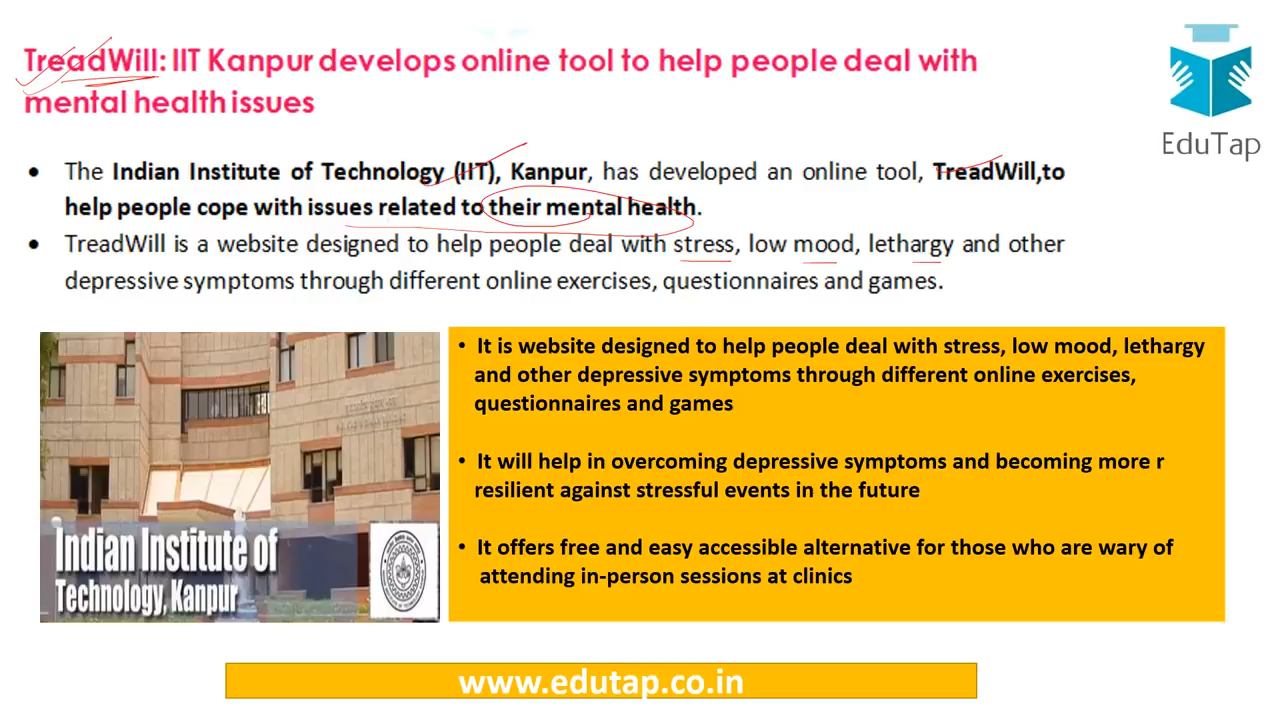 TreadWill: IIT Kanpur develops online tool to help people deal with
mental health issues
EduTap
• The Indian Institute of Technology (IIT), Kanpur, has developed an online tool, TreadWill,to
help people cope with issues related to their mental health.
• TreadWill is a website designed to help people deal with stress, low mood, lethargy and other
depressive symptoms through different online exercises, questionnaires and games.
• It is website designed to help people deal with stress, low mood, lethargy
and other depressive symptoms through different online exercises,
questionnaires and games
• It will help in overcoming depressive symptoms and becoming more r
resilient against stressful events in the future
• It offers free and easy accessible alternative for those who are wary of
attending in-person sessions at clinics
Indian Institute of
Technology, Kanpur
www.edutap.co.in